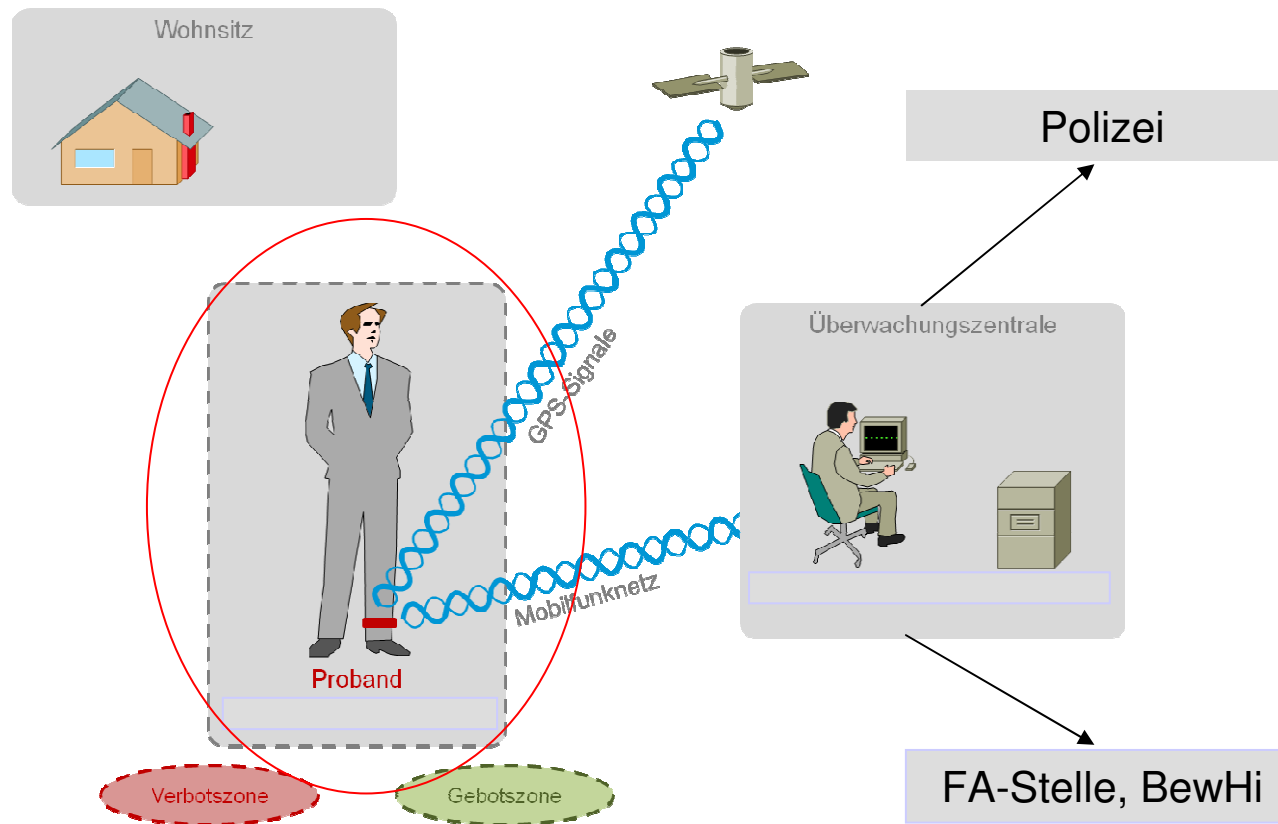 Wohnsitz
Polizei
GPS-Signale
Überwachungszentrale
Mobilfunknetz
Proband
Verbotszone
Gebotszone
FA-Stelle, BewHi